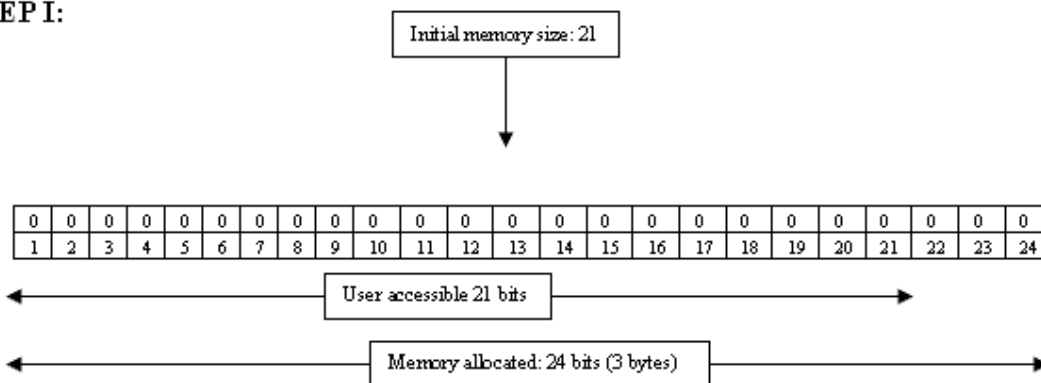 EP I:
Initial memory size: 21
0 0 0 0 0 0 0 0 0 0 0 0 0 0 0 0 0 0 0 0 0 0 0 0
1 2 3 4 5 6 7 8 9 10 11 12 13 14 15 16 17 18 19 20 21 22 23 24
User accessible 21 bits
Memory allocated: 24 bits (3 bytes)